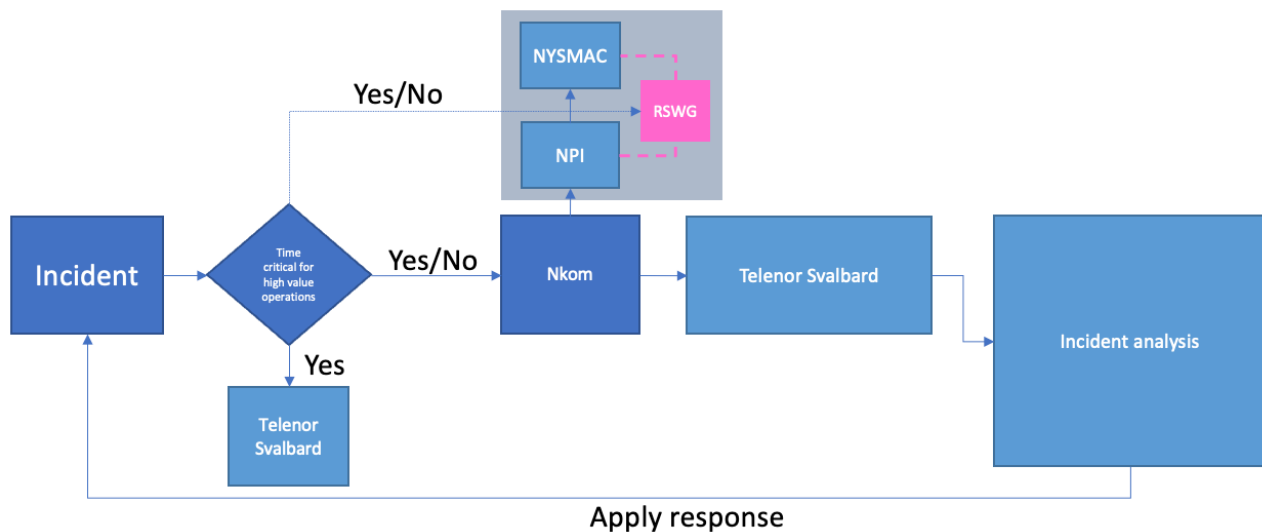 NYSMAC
Yes/No
RSWG
NPI
Incident
Time
critical for
high value
operations
Yes/No
Nkom
Telenor Svalbard
Incident analysis
Yes
Telenor
Svalbard
Apply response